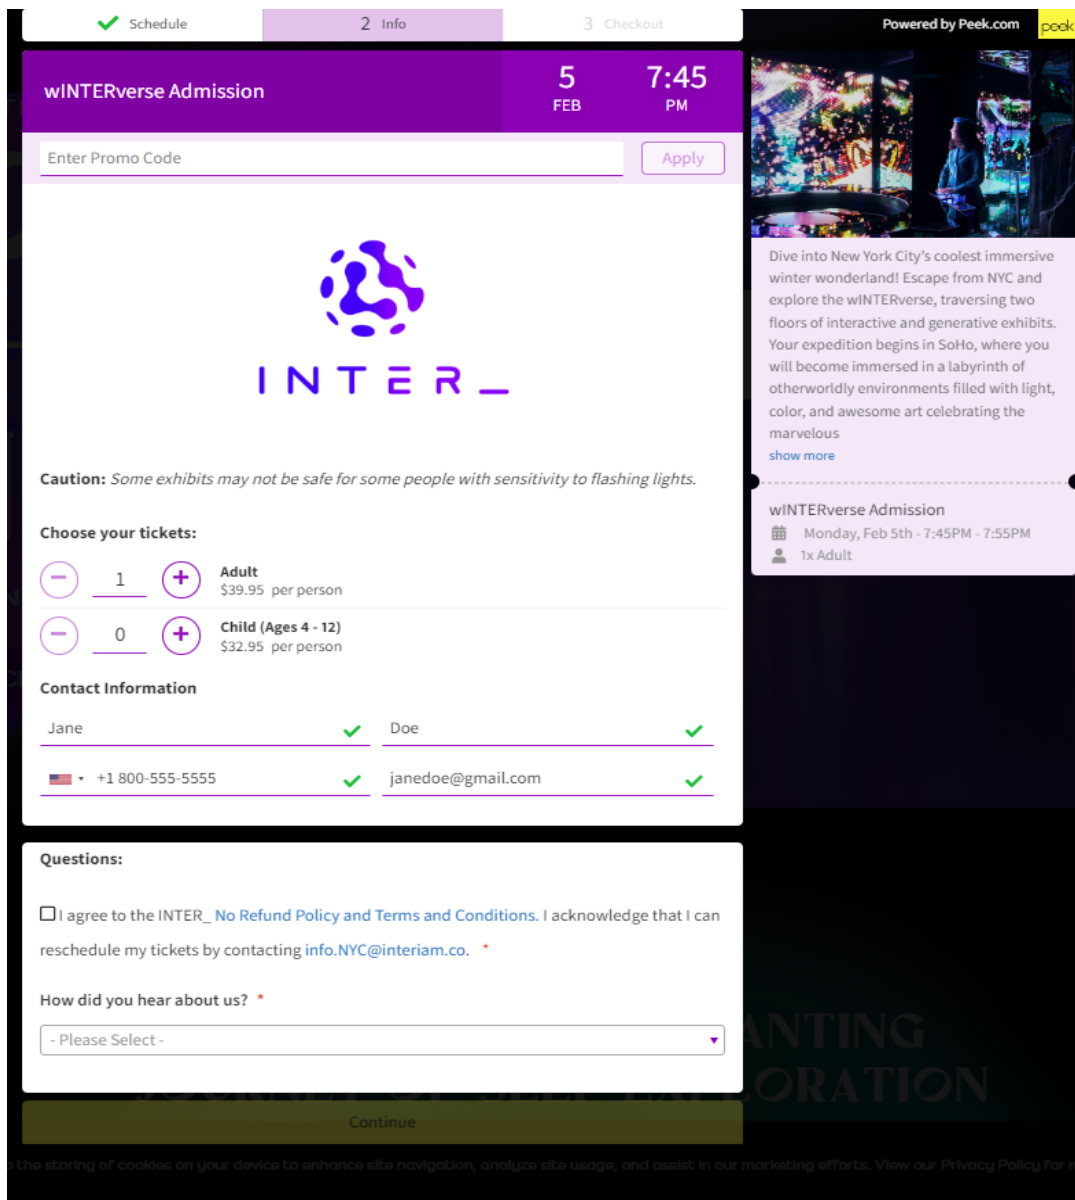 Schedule
2 Info
3 Checkout
Powered by Peek.com
peek
wINTERverse Admission
5
FEB
7:45
PM
Enter Promo Code
Apply
INTER_
Caution: Some exhibits may not be safe for some people with sensitivity to flashing lights.
Choose your tickets:
1
Adult
$39.95 per person
0
Child (Ages 4 - 12)
$32.95 per person
Contact Information
Jane
Doe
+1 800-555-5555
janedoe@gmail.com
Questions:
I agree to the INTER_ No Refund Policy and Terms and Conditions. I acknowledge that I can
reschedule my tickets by contacting info.NYC@interiam.co. *
How did you hear about us? *
- Please Select -
Continue
Dive into New York City's coolest immersive
winter wonderland! Escape from NYC and
explore the wINTERverse, traversing two
floors of interactive and generative exhibits.
Your expedition begins in SoHo, where you
will become immersed in a labyrinth of
otherworldly environments filled with light,
color, and awesome art celebrating the
marvelous
show more
wINTERverse Admission
Monday, Feb 5th - 7:45PM - 7:55PM
1x Adult
ANTING
JOURNEY OF SELF EXPLORATION
the storing of cookies on your device to enhance site navigation, analyze site usage, and assist in our marketing efforts. View our Privacy Policy for